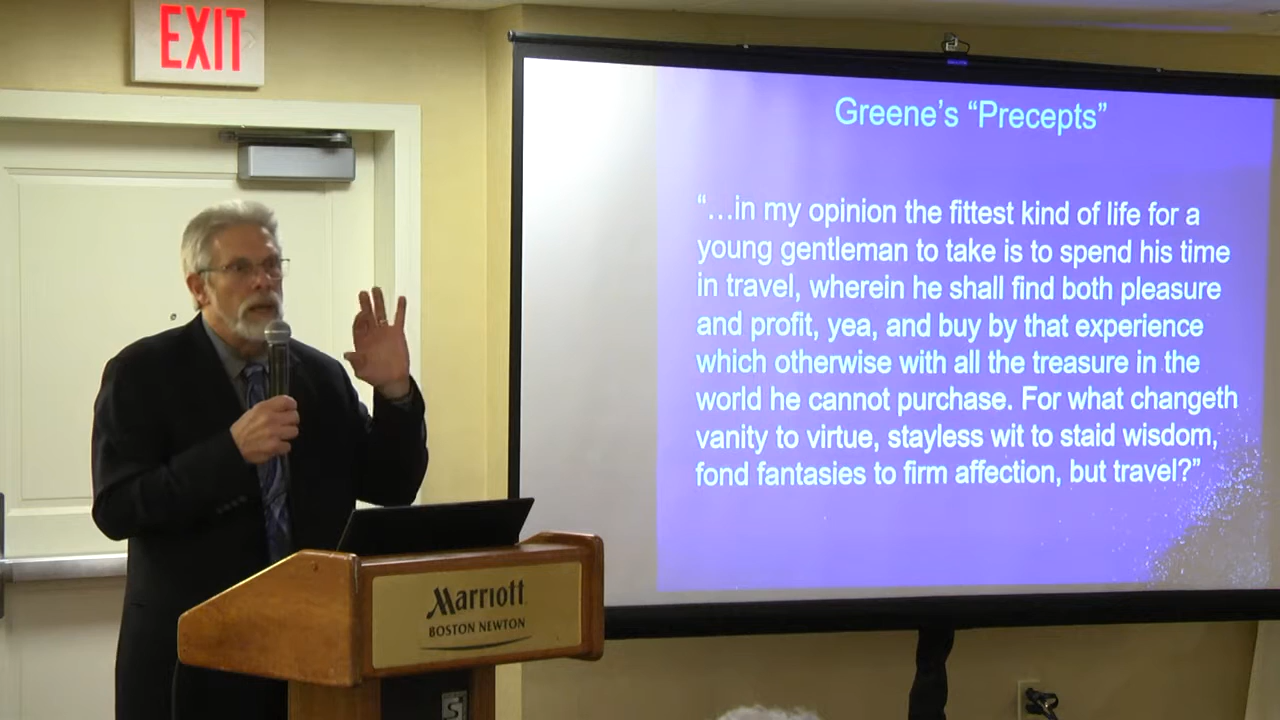 EXIT
Greene's “Precepts”
“…in my opinion the fittest kind of life for a
young gentleman to take is to spend his time
in travel, wherein he shall find both pleasure
and profit, yea, and buy by that experience
which otherwise with all the treasure in the
world he cannot purchase. For what changeth
vanity to virtue, stayless wit to staid wisdom,
fond fantasies to firm affection, but travel?”
Marriott
BOSTON NEWTON